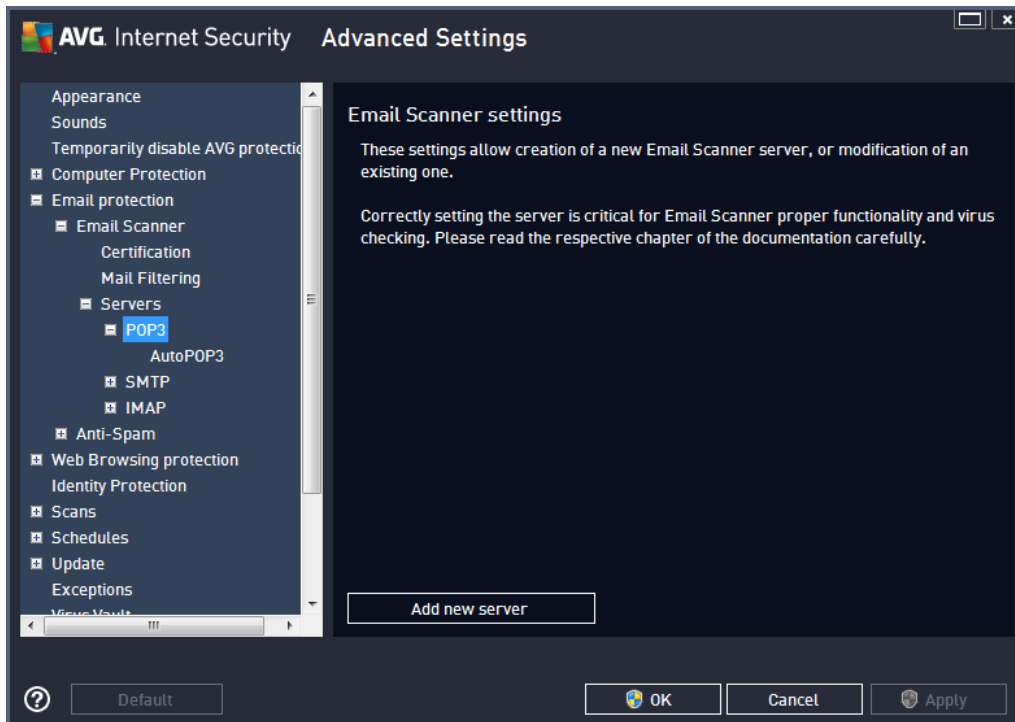 AVG. Internet Security Advanced Settings
Appearance
Sounds
Temporarily disable AVG protectio
Computer Protection
Email protection
Email Scanner
Certification
Mail Filtering
Servers
POP3
AutoPOP3
SMTP
IMAP
Anti-Spam
Web Browsing protection
Identity Protection
Scans
Schedules
Update
Exceptions
Virus Vault
Email Scanner settings
These settings allow creation of a new Email Scanner server, or modification of an
existing one.
Correctly setting the server is critical for Email Scanner proper functionality and virus
checking. Please read the respective chapter of the documentation carefully.
Add new server
? Default OK Cancel Apply